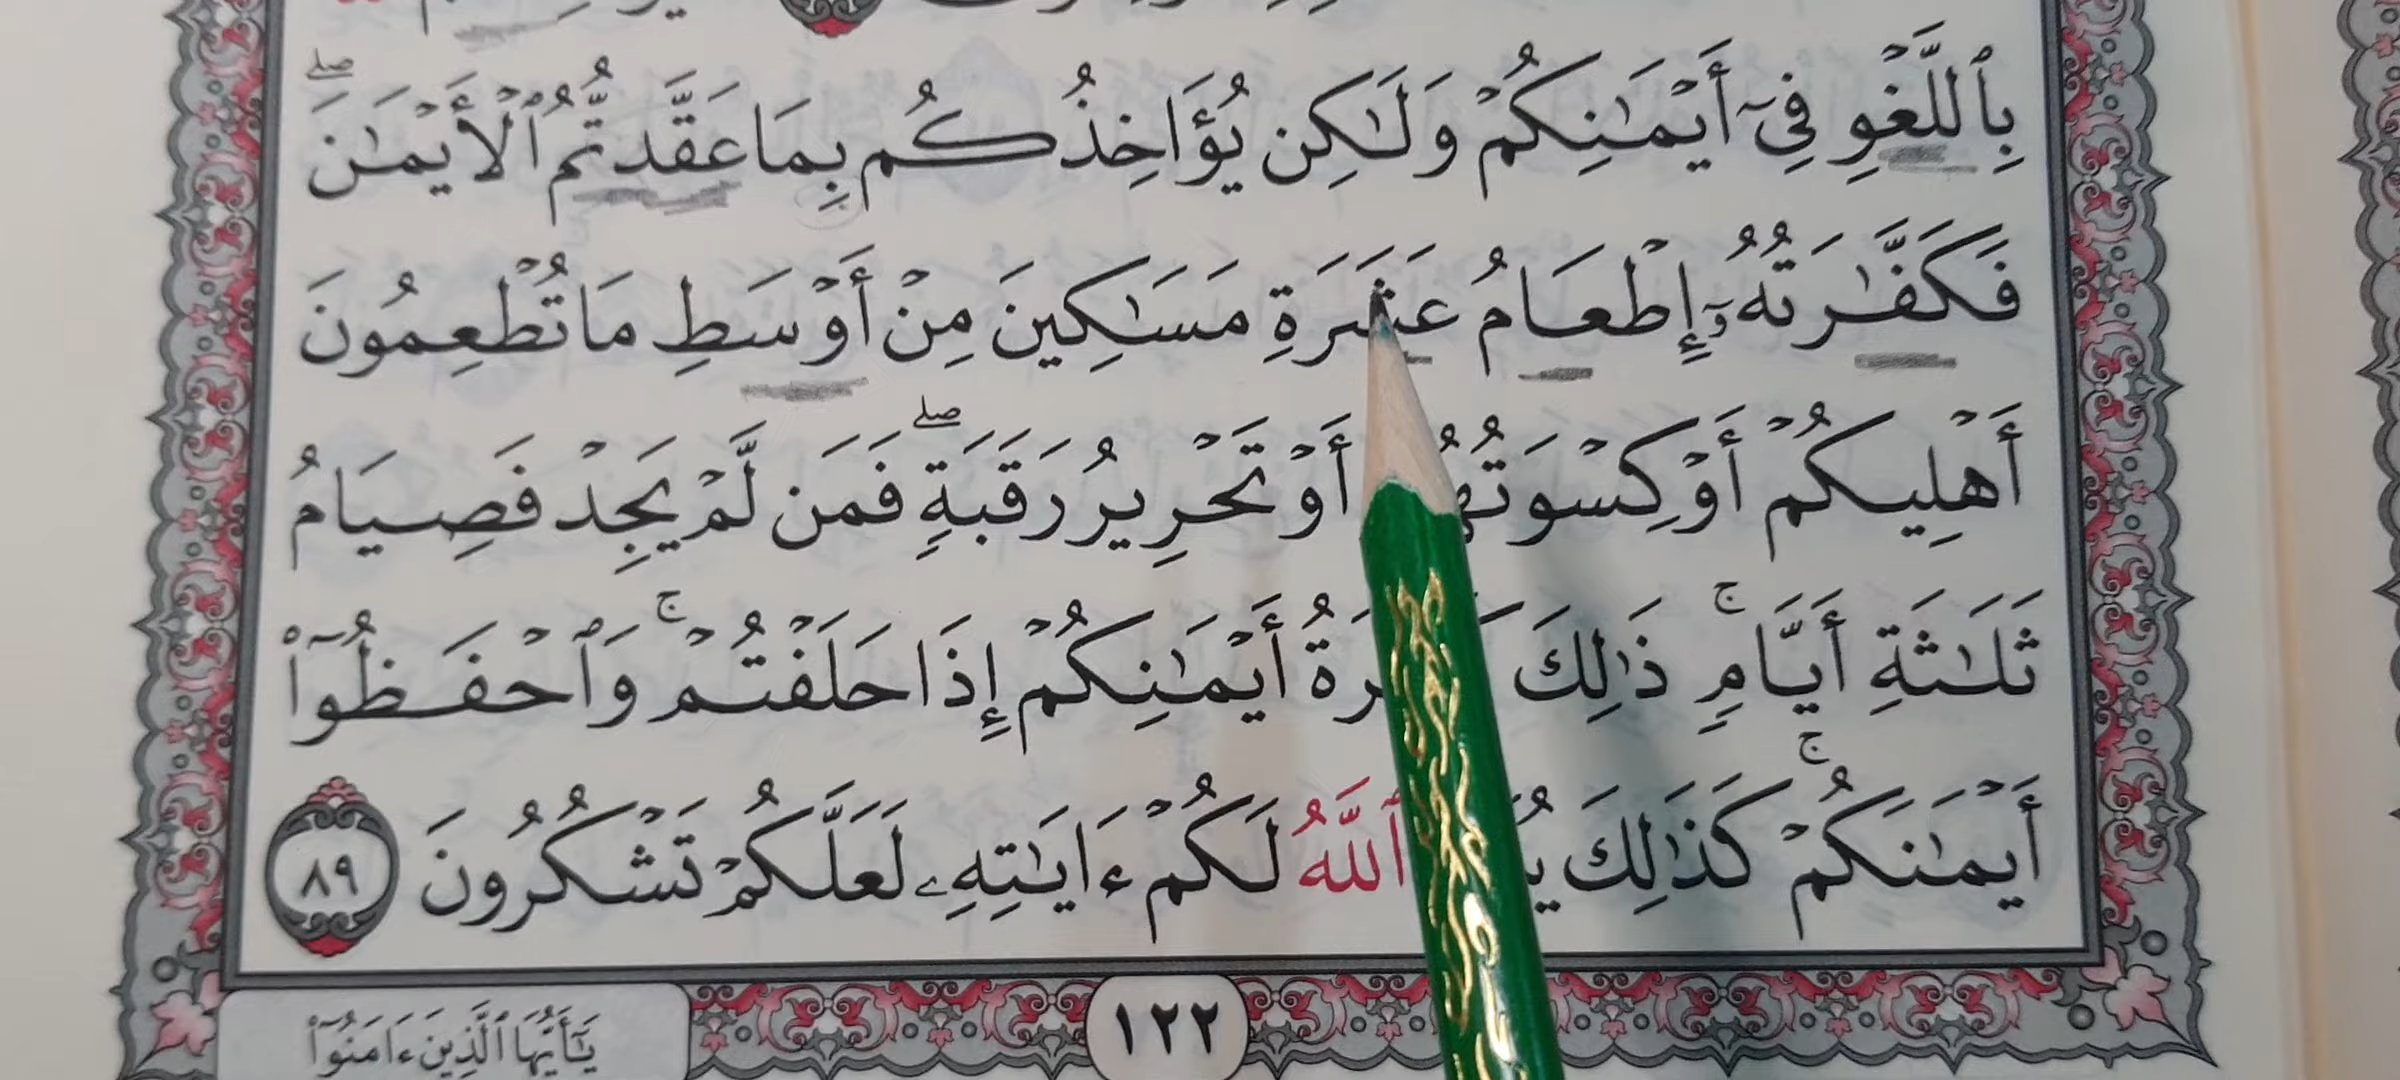 بِٱللَّغْوِ فِىٓ أَيْمَـٰنِكُمْ وَلَـٰكِن يُؤَاخِذُكُم بِمَا عَقَّدتُّمُ ٱلْأَيْمَـٰنَ ۖ
فَكَفَّـٰرَتُهُۥٓ إِطْعَامُ عَشَرَةِ مَسَـٰكِينَ مِنْ أَوْسَطِ مَا تُطْعِمُونَ
أَهْلِيكُمْ أَوْ كِسْوَتُهُ أَوْ تَحْرِيرُ رَقَبَةٍ ۖ فَمَن لَّمْ يَجِدْ فَصِيَامُ
ثَلَـٰثَةِ أَيَّامٍ ۚ ذَٰلِكَ رَةُ أَيْمَـٰنِكُمْ إِذَا حَلَفْتُمْ ۚ وَٱحْفَظُوٓا۟
أَيْمَـٰنَكُمْ ۚ كَذَٰلِكَ ٱللَّهُ لَكُمْ ءَايَـٰتِهِۦ لَعَلَّكُمْ تَشْكُرُونَ ٨٩
١٢٢
يَـٰٓأَيُّهَا ٱلَّذِينَ ءَامَنُوٓا۟